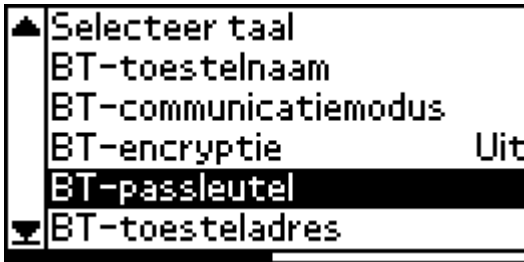 Selecteer taal
BT-toestelnaam
BT-communicatiemodus
BT-encryptie Uit
BT-passleutel
BT-toesteladres